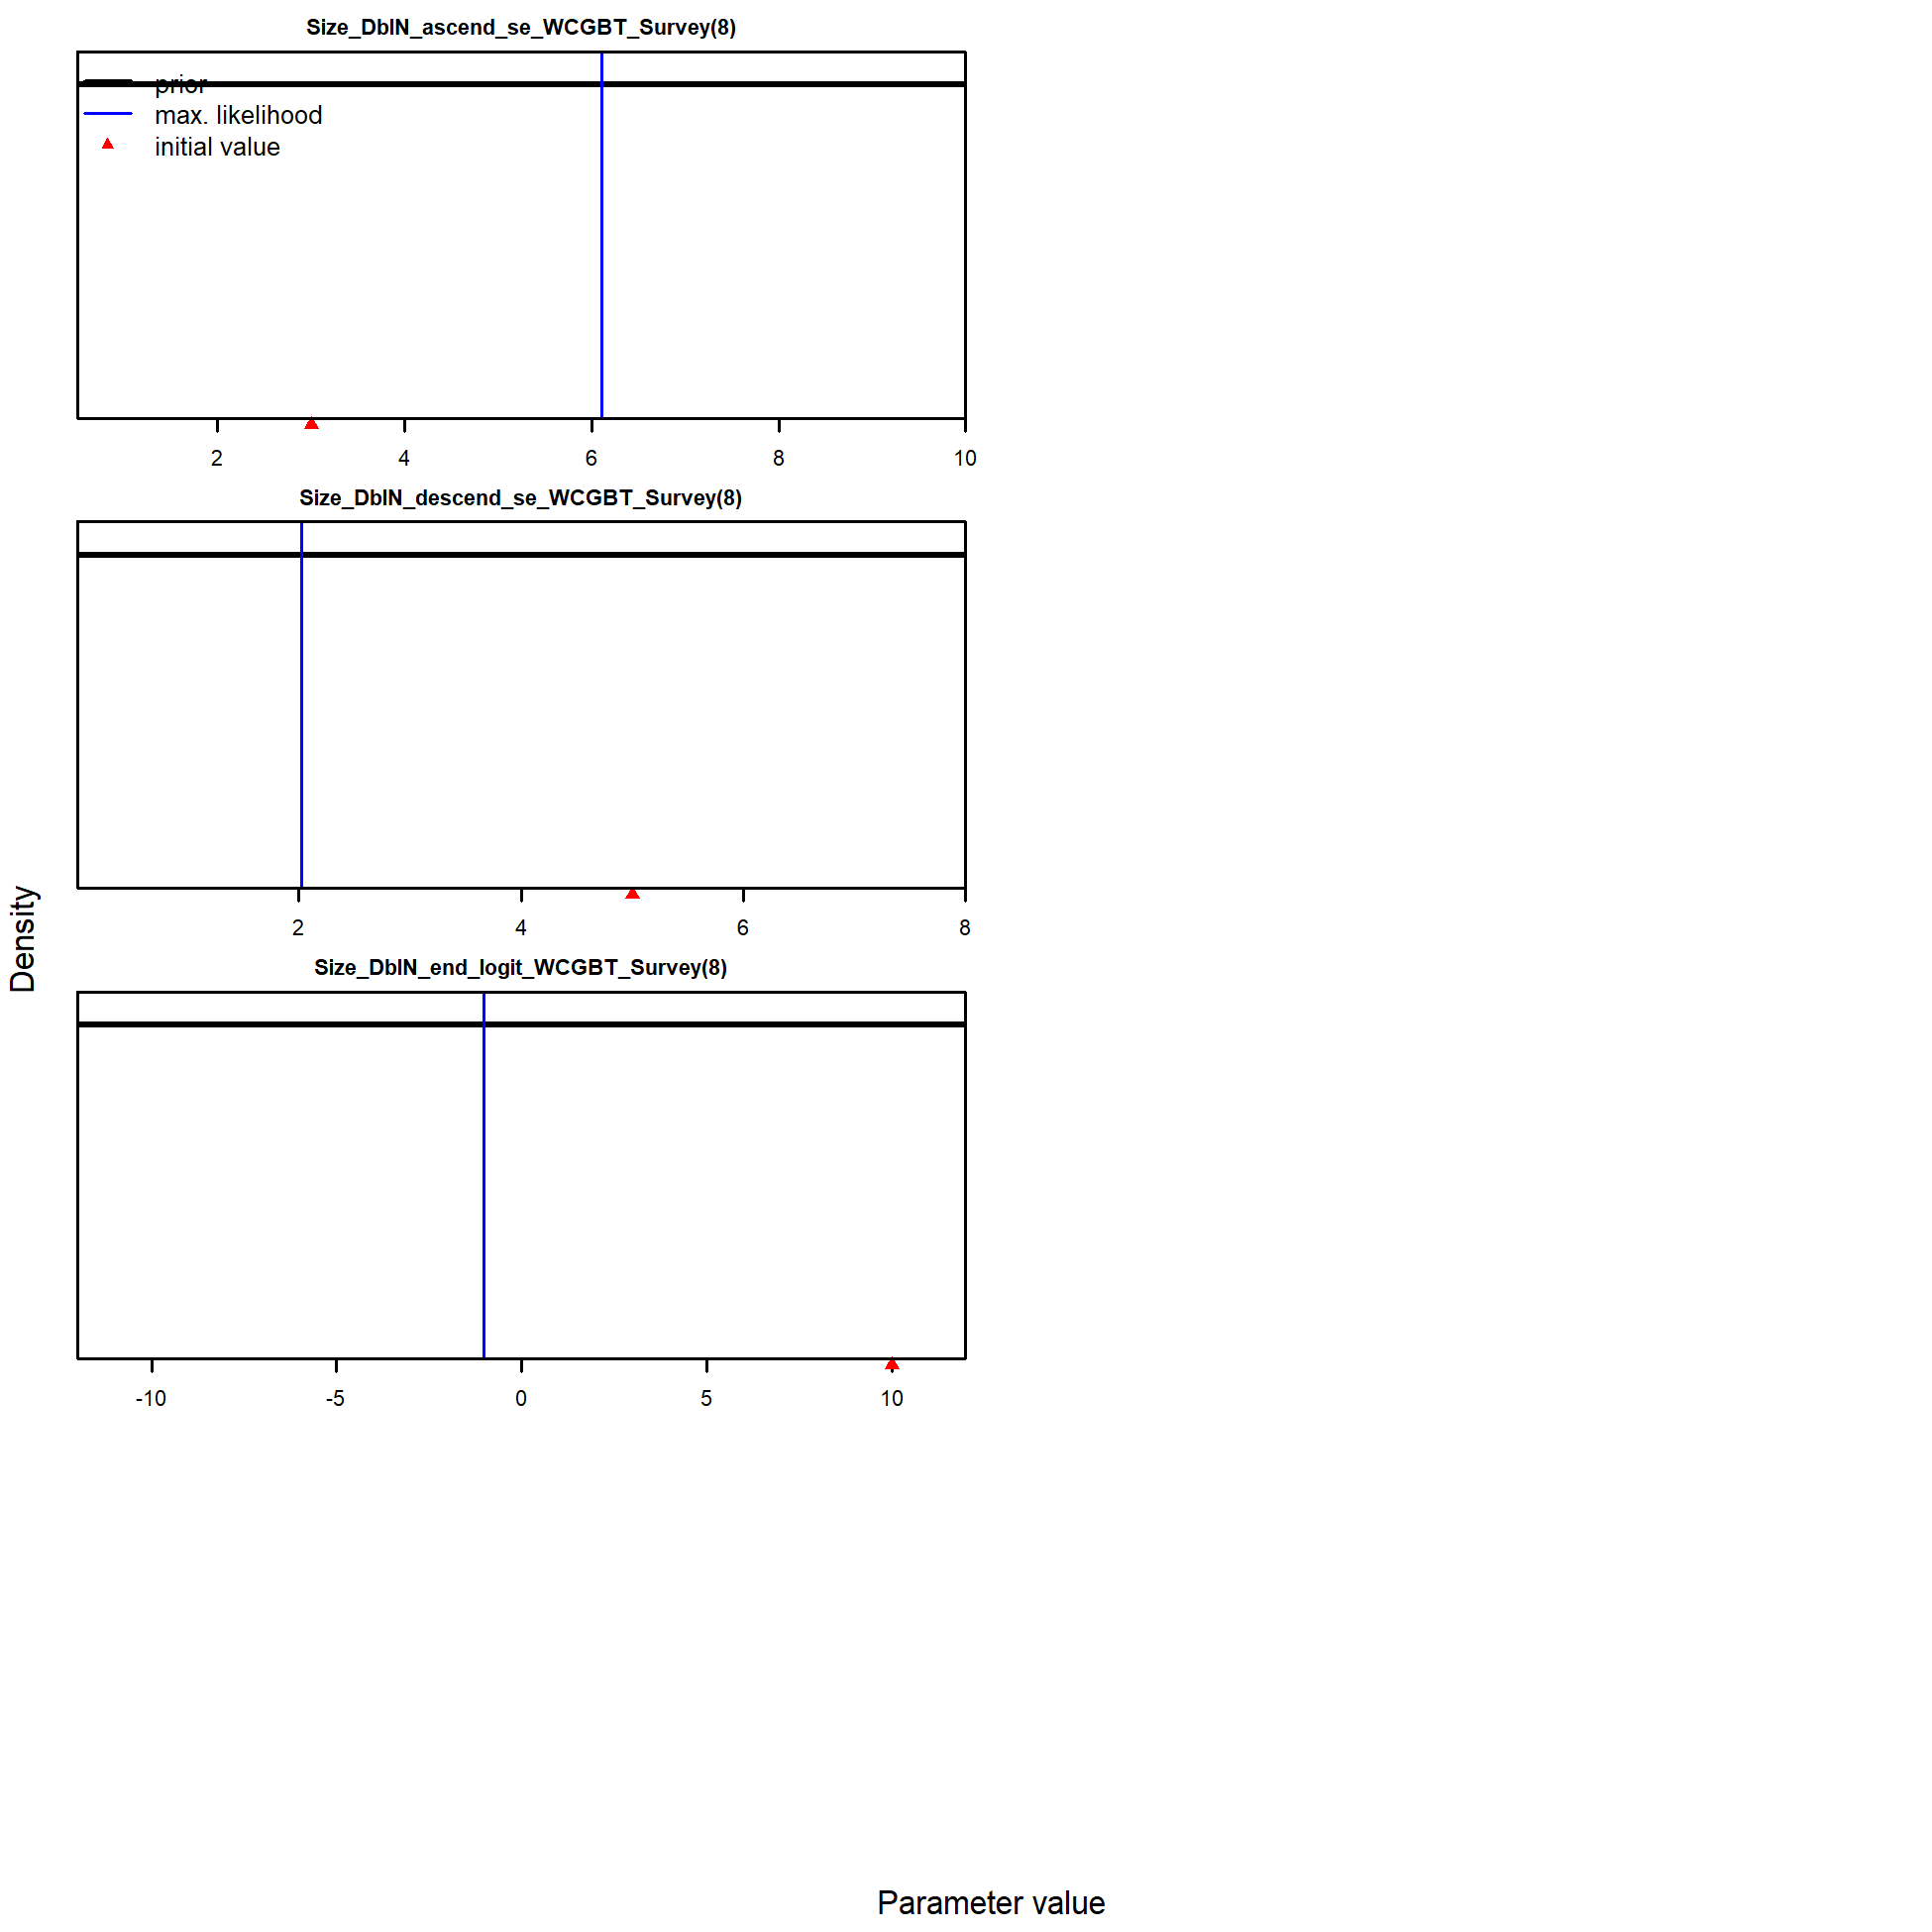 Size_DblN_ascend_se_WCGBT_Survey(8)
prior
max. likelihood
initial value
2 4 6 8 10
Size_DblN_descend_se_WCGBT_Survey(8)
2 4 6 8
Density
Size_DblN_end_logit_WCGBT_Survey(8)
-10 -5 0 5 10
Parameter value